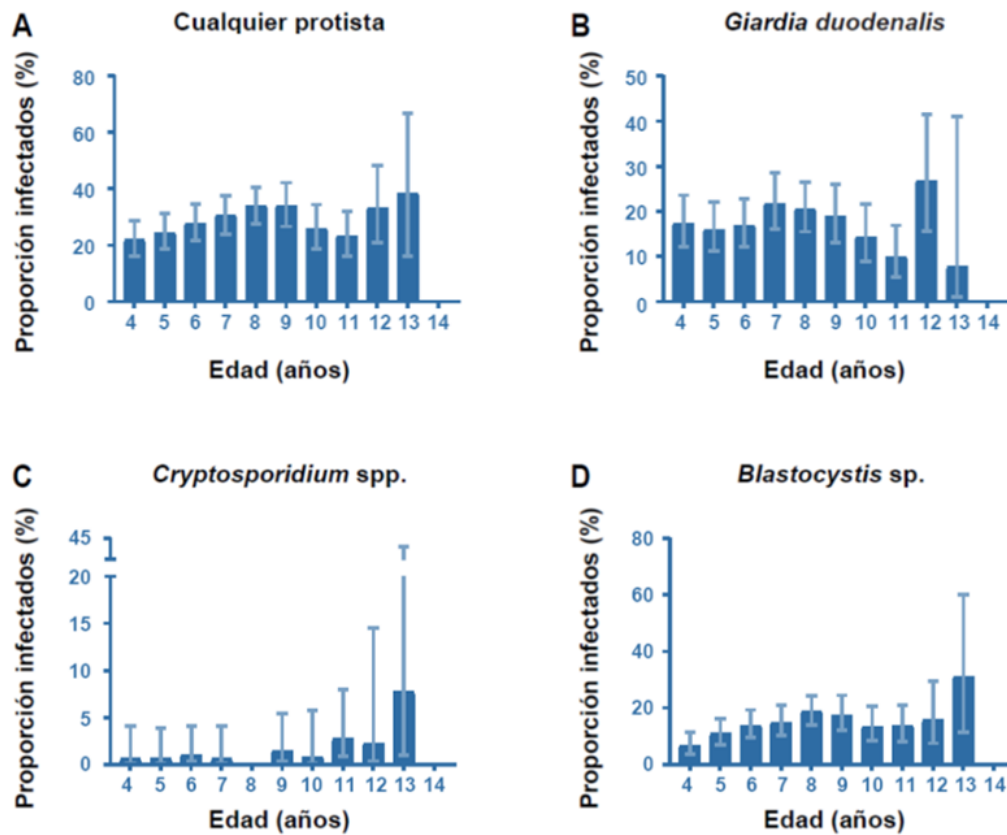 A Cualquier protista
Proporción infectados (%)
80
60
40
20
0
4 5 6 7 8 9 10 11 12 13 14
Edad (años)
B Giardia duodenalis
Proporción infectados (%)
50
40
30
20
10
0
4 5 6 7 8 9 10 11 12 13 14
Edad (años)
C Cryptosporidium spp.
Proporción infectados (%)
45
20
15
10
5
0
4 5 6 7 8 9 10 11 12 13 14
Edad (años)
D Blastocystis sp.
Proporción infectados (%)
80
60
40
20
0
4 5 6 7 8 9 10 11 12 13 14
Edad (años)